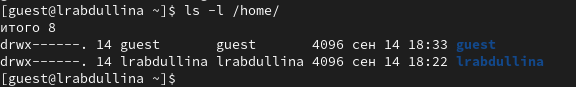 [guest@lrabdullina ~]$ ls -l /home/
итого 8
drwx------. 14 guest       guest       4096 сен 14 18:33 guest
drwx------. 14 lrabdullina lrabdullina 4096 сен 14 18:22 lrabdullina
[guest@lrabdullina ~]$